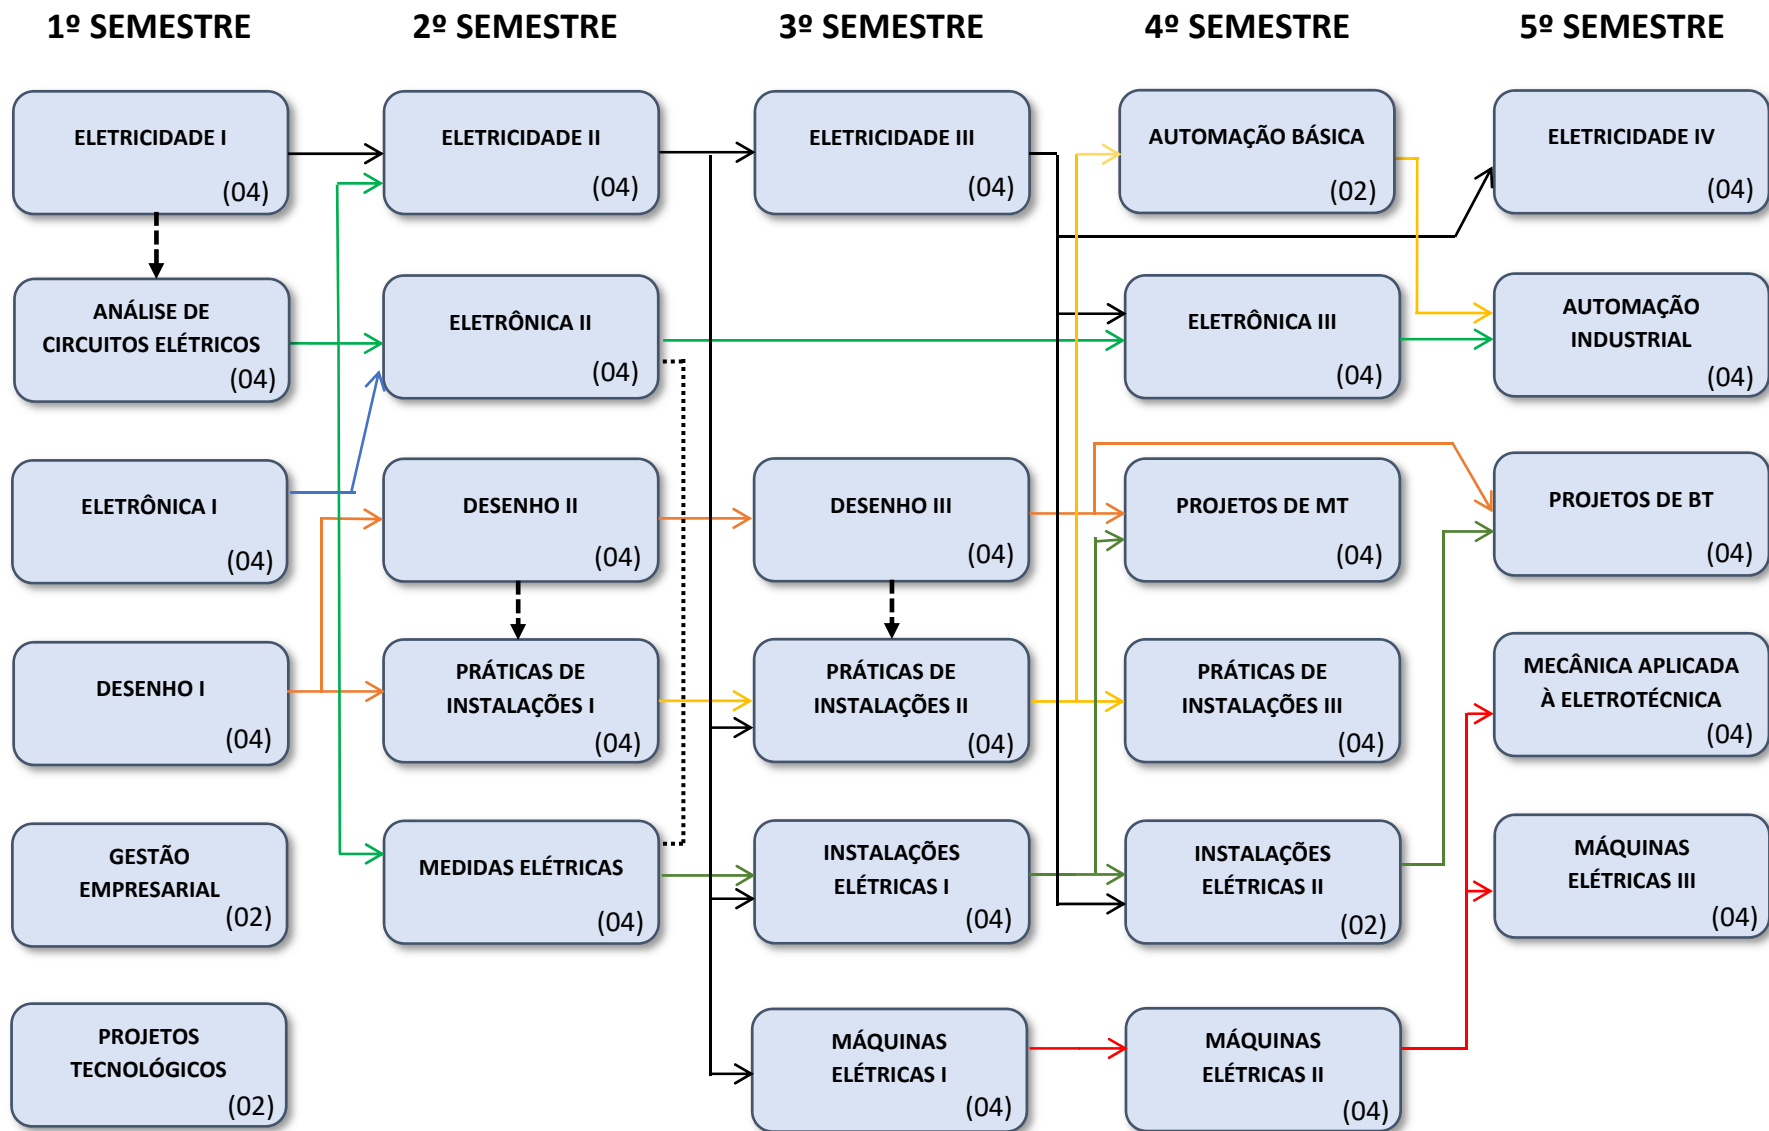 1º SEMESTRE
2º SEMESTRE
3º SEMESTRE
4º SEMESTRE
5º SEMESTRE
ELETRICIDADE I
(04)
ELETRICIDADE II
(04)
ELETRICIDADE III
(04)
AUTOMAÇÃO BÁSICA
(02)
ELETRICIDADE IV
(04)
ANÁLISE DE
CIRCUITOS ELÉTRICOS
(04)
ELETRÔNICA II
(04)
ELETRÔNICA III
(04)
AUTOMAÇÃO
INDUSTRIAL
(04)
ELETRÔNICA I
(04)
DESENHO II
(04)
DESENHO III
(04)
PROJETOS DE MT
(04)
PROJETOS DE BT
(04)
DESENHO I
(04)
PRÁTICAS DE
INSTALAÇÕES I
(04)
PRÁTICAS DE
INSTALAÇÕES II
(04)
PRÁTICAS DE
INSTALAÇÕES III
(04)
MECÂNICA APLICADA
À ELETROTÉCNICA
(04)
GESTÃO
EMPRESARIAL
(02)
MEDIDAS ELÉTRICAS
(04)
INSTALAÇÕES
ELÉTRICAS I
(04)
INSTALAÇÕES
ELÉTRICAS II
(02)
MÁQUINAS
ELÉTRICAS III
(04)
PROJETOS
TECNOLÓGICOS
(02)
MÁQUINAS
ELÉTRICAS I
(04)
MÁQUINAS
ELÉTRICAS II
(04)